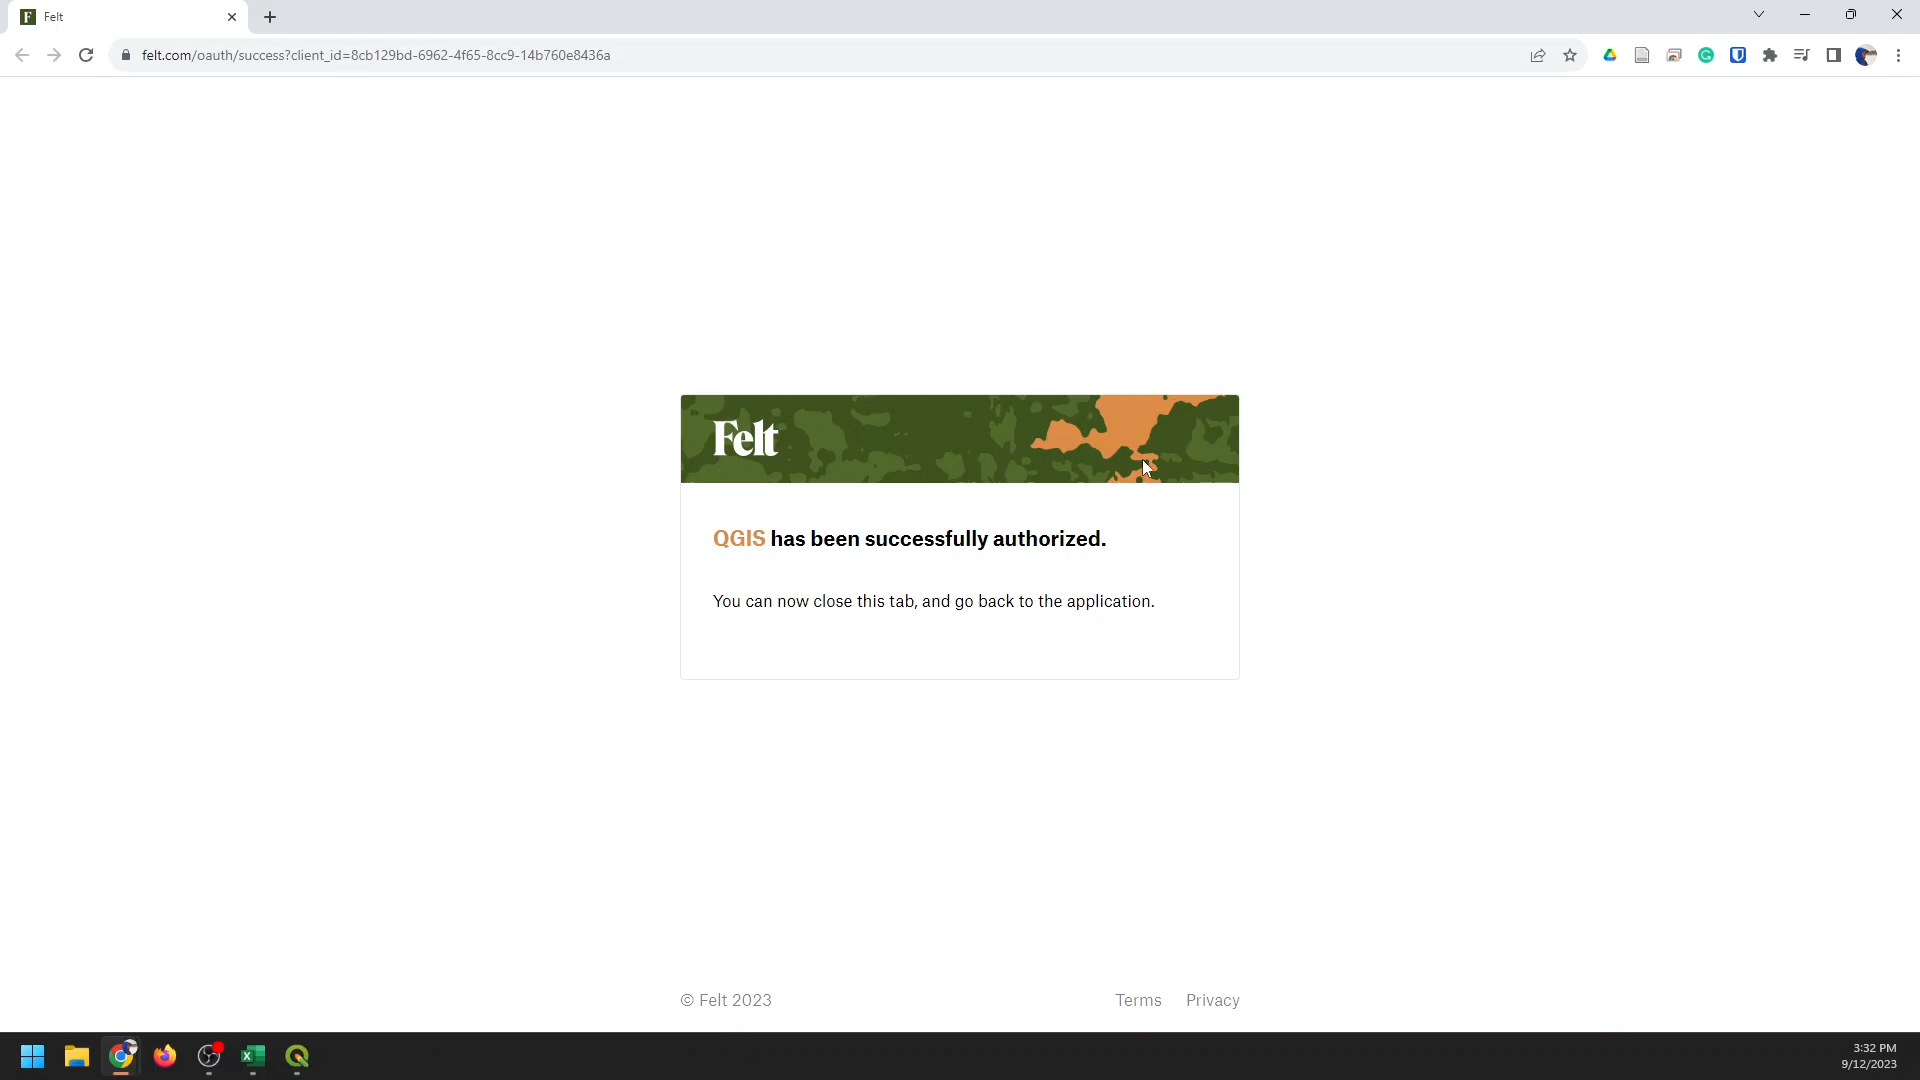 Felt
felt.com/oauth/success?client_id=8cb129bd-6962-4f65-8cc9-14b760e8436a
Felt
QGIS has been successfully authorized.
You can now close this tab, and go back to the application.
© Felt 2023
Terms
Privacy
3:32 PM
9/12/2023